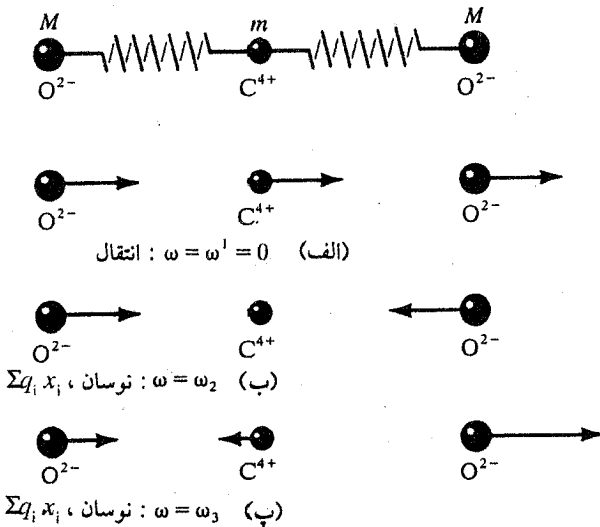 M m M
O²⁻ C⁴⁺ O²⁻
O²⁻ C⁴⁺ O²⁻
(الف) ω = ω¹ = 0 : انتقال
O²⁻ C⁴⁺ O²⁻
(ب) ω = ω₂ : نوسان ، Σqᵢ xᵢ
O²⁻ C⁴⁺ O²⁻
(پ) ω = ω₃ : نوسان ، Σqᵢ xᵢ